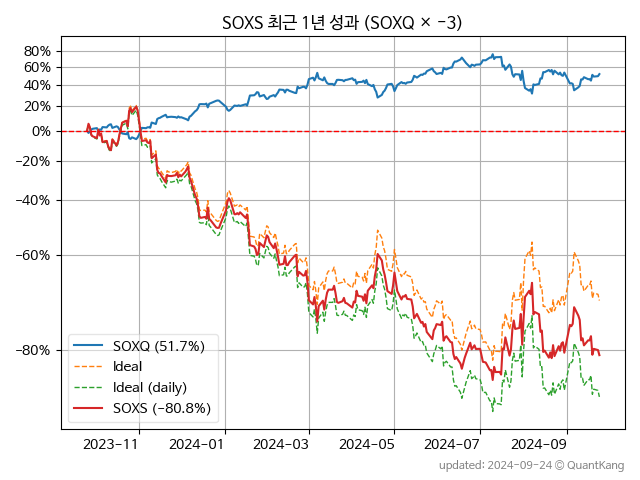 SOXS 최근 1년 성과 (SOXQ × −3)
80%
60%
40%
20%
0%
−20%
−40%
−60%
−80%
SOXQ (51.7%)
Ideal
Ideal (daily)
SOXS (−80.8%)
2023-11
2024-01
2024-03
2024-05
2024-07
2024-09
updated: 2024-09-24 © QuantKang